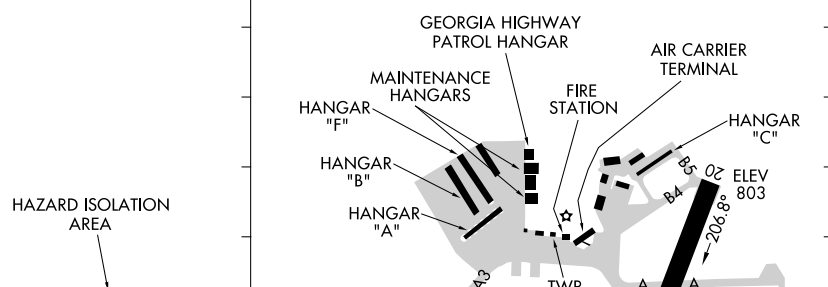 GEORGIA HIGHWAY
PATROL HANGAR
AIR CARRIER
TERMINAL
MAINTENANCE
HANGARS
FIRE
STATION
HANGAR
"F"
HANGAR
"C"
HANGAR
"B"
B5
20
ELEV
803
B4
HAZARD ISOLATION
AREA
HANGAR
"A"
206.8°
A3
TWR